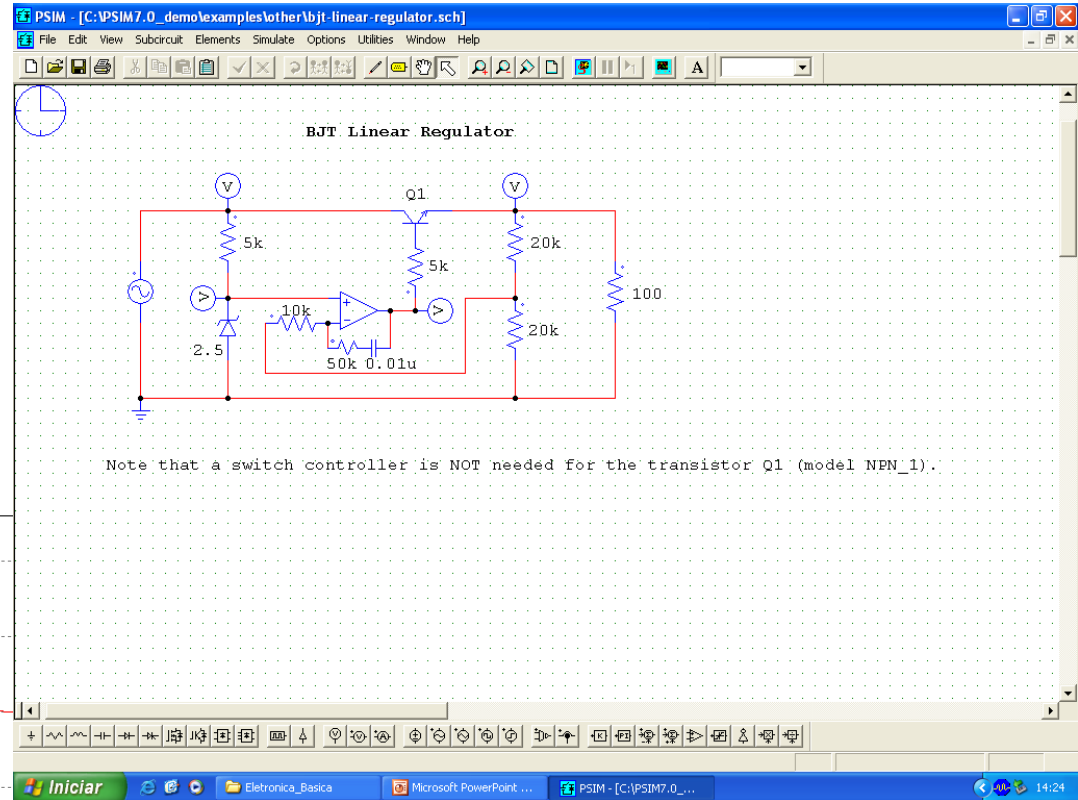 PSIM - [C:\PSIM7.0_demo\examples\other\bjt-linear-regulator.sch]
File Edit View Subcircuit Elements Simulate Options Utilities Window Help
A
BJT Linear Regulator
V
Q1
V
5k
20k
5k
V
10k
V
100
2.5
20k
50k 0.01u
Note that a switch controller is NOT needed for the transistor Q1 (model NPN_1).
Iniciar
Eletronica_Basica
Microsoft PowerPoint ...
PSIM - [C:\PSIM7.0_...
14:24